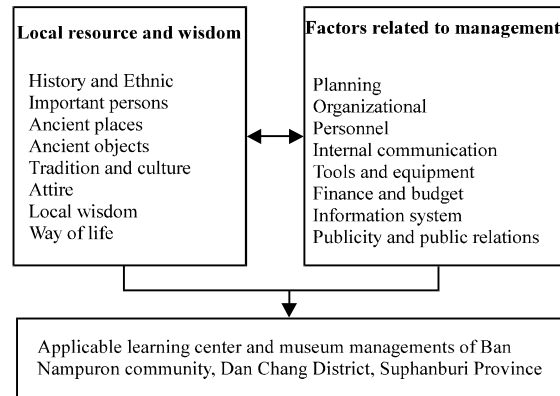 Local resource and wisdom
History and Ethnic
Important persons
Ancient places
Ancient objects
Tradition and culture
Attire
Local wisdom
Way of life
Factors related to management
Planning
Organizational
Personnel
Internal communication
Tools and equipment
Finance and budget
Information system
Publicity and public relations
Applicable learning center and museum managements of Ban
Nampuron community, Dan Chang District, Suphanburi Province